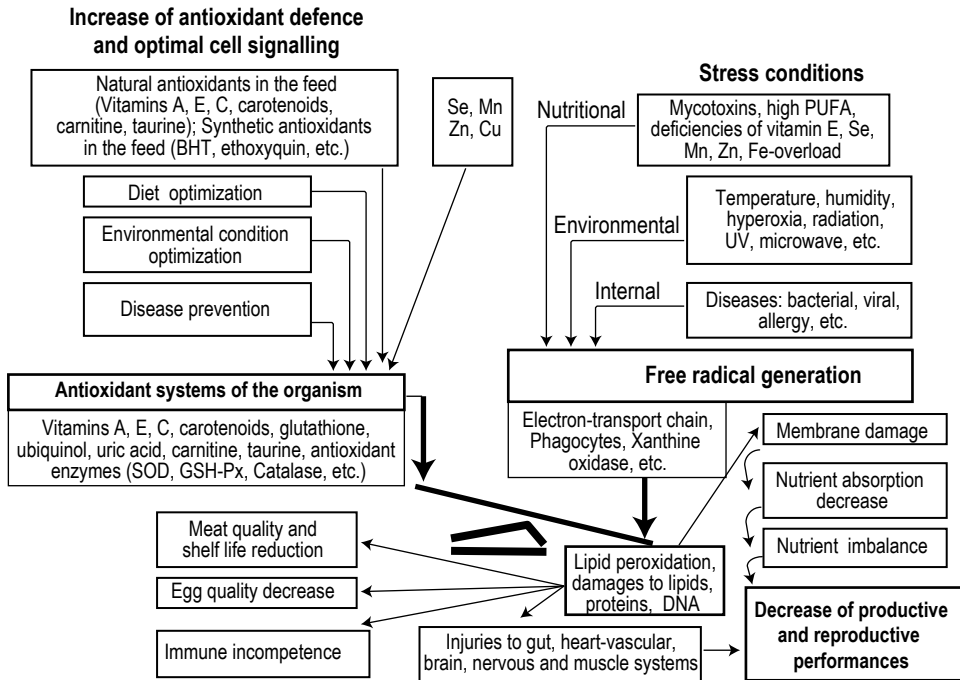 Increase of antioxidant defence
and optimal cell signalling
Natural antioxidants in the feed
(Vitamins A, E, C, carotenoids,
carnitine, taurine); Synthetic antioxidants
in the feed (BHT, ethoxyquin, etc.)
Se, Mn
Zn, Cu
Diet optimization
Environmental condition
optimization
Disease prevention
Stress conditions
Nutritional
Mycotoxins, high PUFA,
deficiencies of vitamin E, Se,
Mn, Zn, Fe-overload
Environmental
Temperature, humidity,
hyperoxia, radiation,
UV, microwave, etc.
Internal
Diseases: bacterial, viral,
allergy, etc.
Antioxidant systems of the organism
Vitamins A, E, C, carotenoids, glutathione,
ubiquinol, uric acid, carnitine, taurine, antioxidant
enzymes (SOD, GSH-Px, Catalase, etc.)
Free radical generation
Electron-transport chain,
Phagocytes, Xanthine
oxidase, etc.
Membrane damage
Nutrient absorption
decrease
Nutrient imbalance
Meat quality and
shelf life reduction
Egg quality decrease
Immune incompetence
Lipid peroxidation,
damages to lipids,
proteins, DNA
Injuries to gut, heart-vascular,
brain, nervous and muscle systems
Decrease of productive
and reproductive
performances